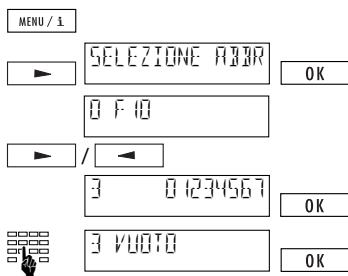 MENU / i
SELEZIONE ABBR
OK
0 F 10
/
3 01234567
OK
3 VUOTO
OK